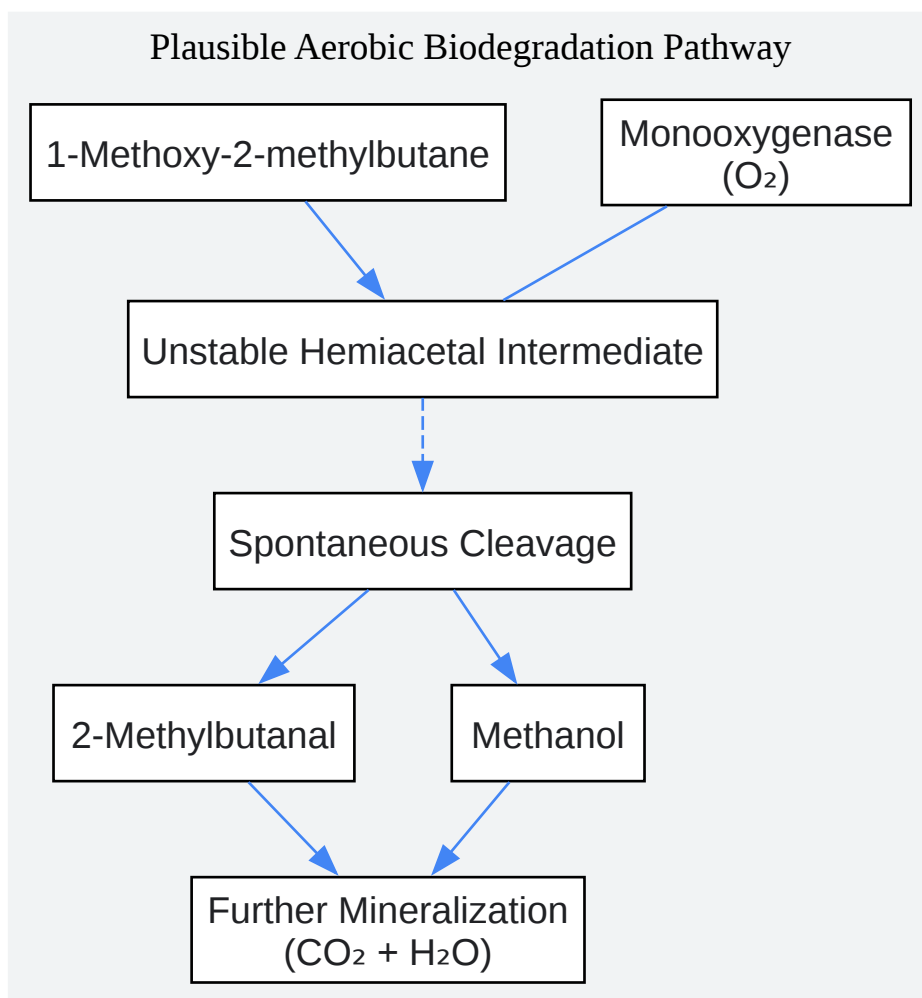 Plausible Aerobic Biodegradation Pathway
1-Methoxy-2-methylbutane
Monooxygenase
(O₂)
Unstable Hemiacetal Intermediate
Spontaneous Cleavage
2-Methylbutanal
Methanol
Further Mineralization
(CO₂ + H₂O)